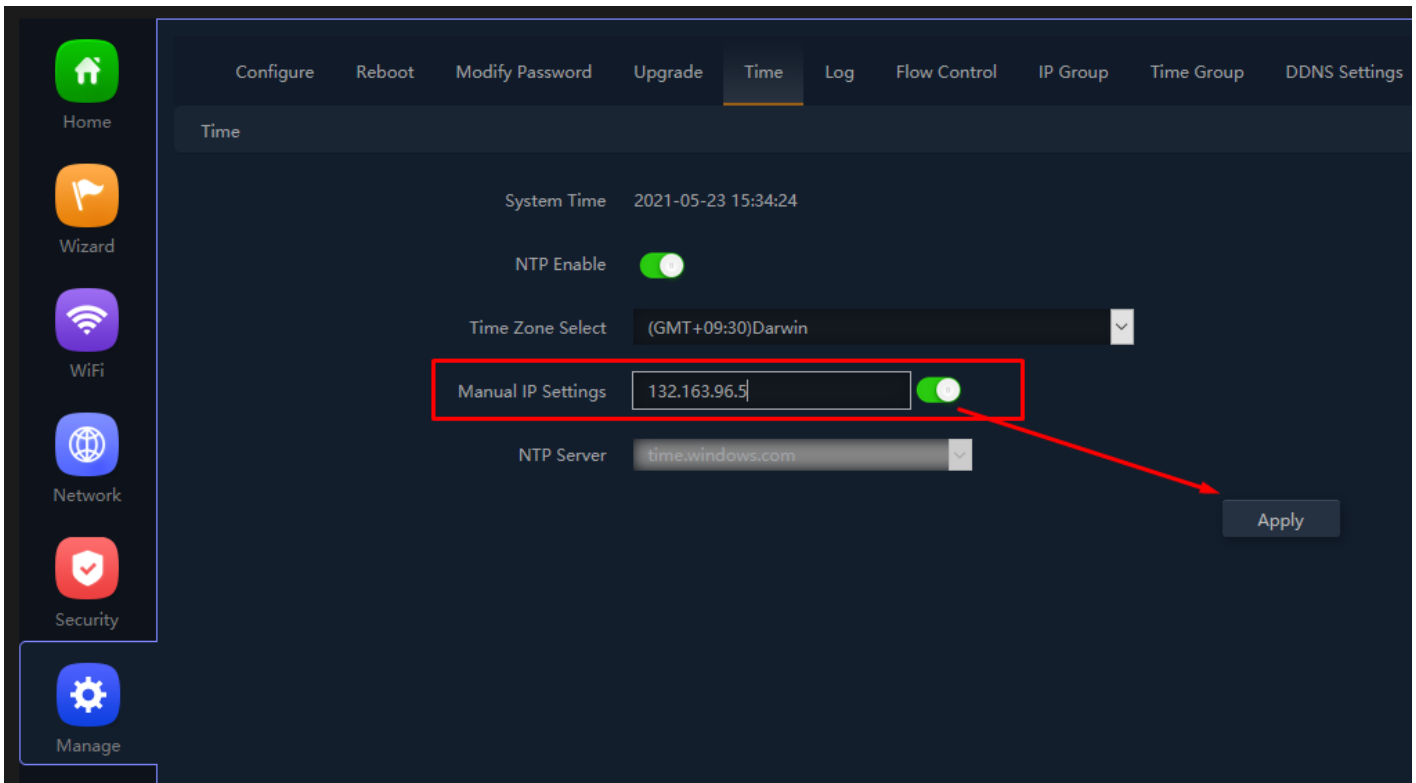 Configure Reboot Modify Password Upgrade Time Log Flow Control IP Group Time Group DDNS Settings
Home
Time
Wizard
WiFi
Network
Security
Manage
System Time 2021-05-23 15:34:24
NTP Enable
Time Zone Select (GMT+09:30)Darwin
Manual IP Settings 132.163.96.5
NTP Server time.windows.com
Apply